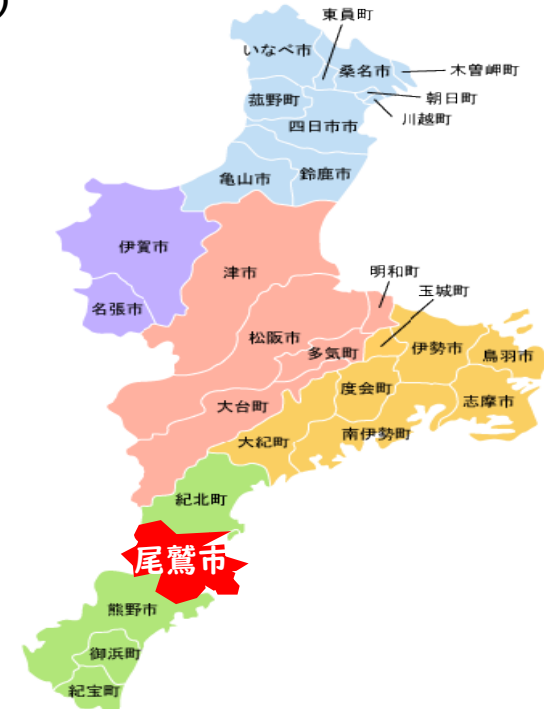 東員町
いなべ市
桑名市
木曽岬町
菰野町
朝日町
川越町
四日市市
亀山市
鈴鹿市
伊賀市
津市
明和町
玉城町
名張市
松阪市
多気町
伊勢市
鳥羽市
度会町
志摩市
大台町
大紀町
南伊勢町
紀北町
尾鷲市
熊野市
御浜町
紀宝町